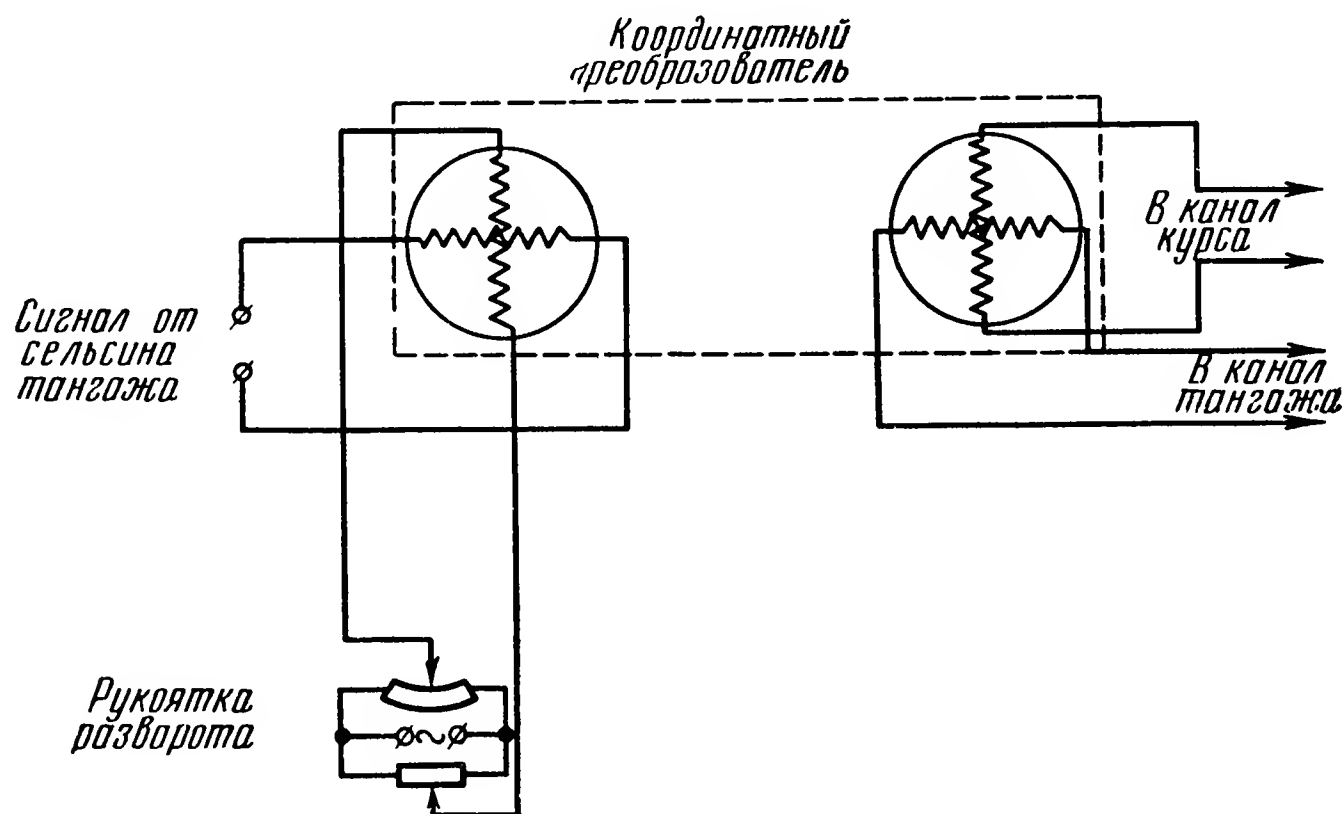 Координатный
преобразователь
В канал
курса
Сигнал от
сельсина
тангажа
В канал
тангажа
Рукоятка
разворота